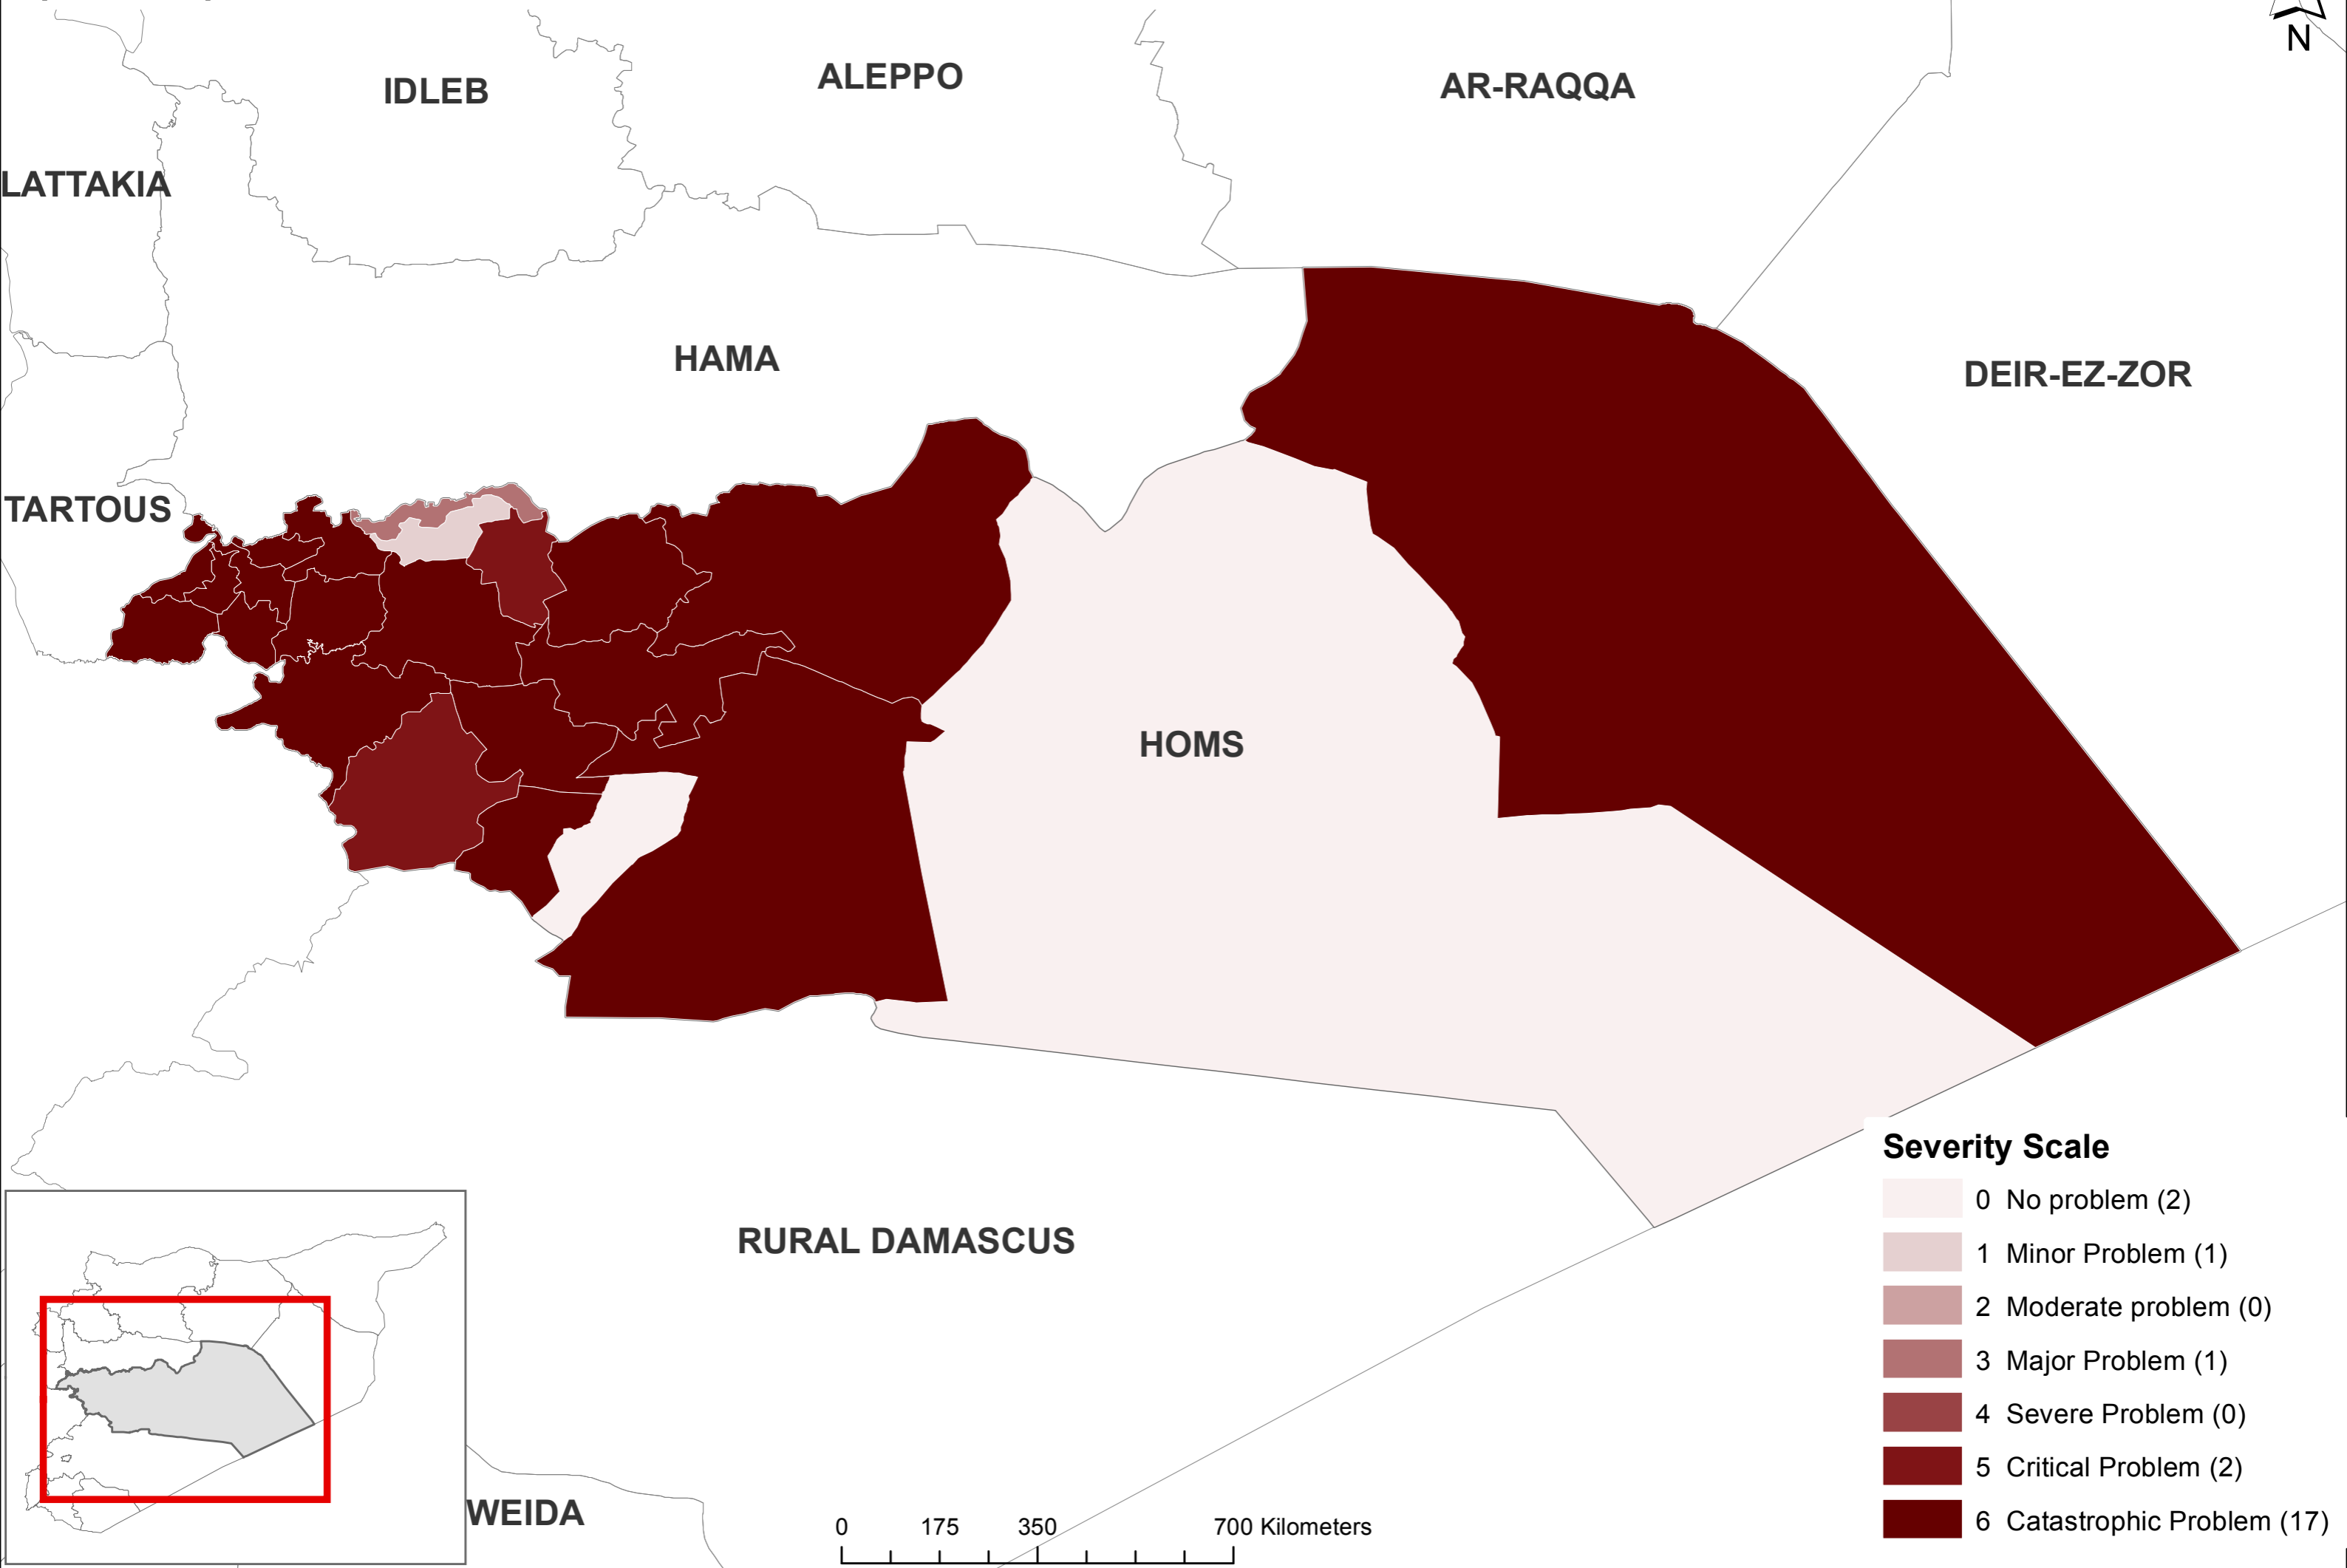 N
IDLEB
ALEPPO
AR-RAQQA
LATTAKIA
HAMA
DEIR-EZ-ZOR
TARTOUS
HOMS
RURAL DAMASCUS
WEIDA
Severity Scale
0 No problem (2)
1 Minor Problem (1)
2 Moderate problem (0)
3 Major Problem (1)
4 Severe Problem (0)
5 Critical Problem (2)
6 Catastrophic Problem (17)
0 175 350 700 Kilometers